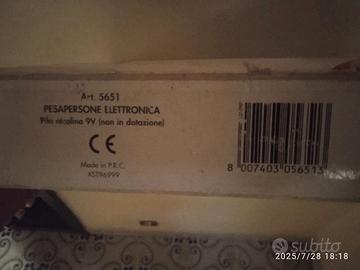 Art. 5651
PESAPERSONE ELETTRONICA
Pila alcalina 9V (non in dotazione)
CE
Made in P.R.C.
XST96999
8 007403 056513
subito
2025/7/28 18:18